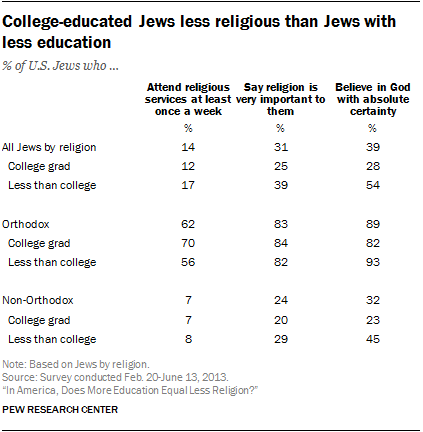 College-educated Jews less religious than Jews with
less education
% of U.S. Jews who ...
Attend religious services at least once a week
Say religion is very important to them
Believe in God with absolute certainty
% % %
All Jews by religion 14 31 39
College grad 12 25 28
Less than college 17 39 54
Orthodox 62 83 89
College grad 70 84 82
Less than college 56 82 93
Non-Orthodox 7 24 32
College grad 7 20 23
Less than college 8 29 45
Note: Based on Jews by religion.
Source: Survey conducted Feb. 20-June 13, 2013.
“In America, Does More Education Equal Less Religion?”
PEW RESEARCH CENTER